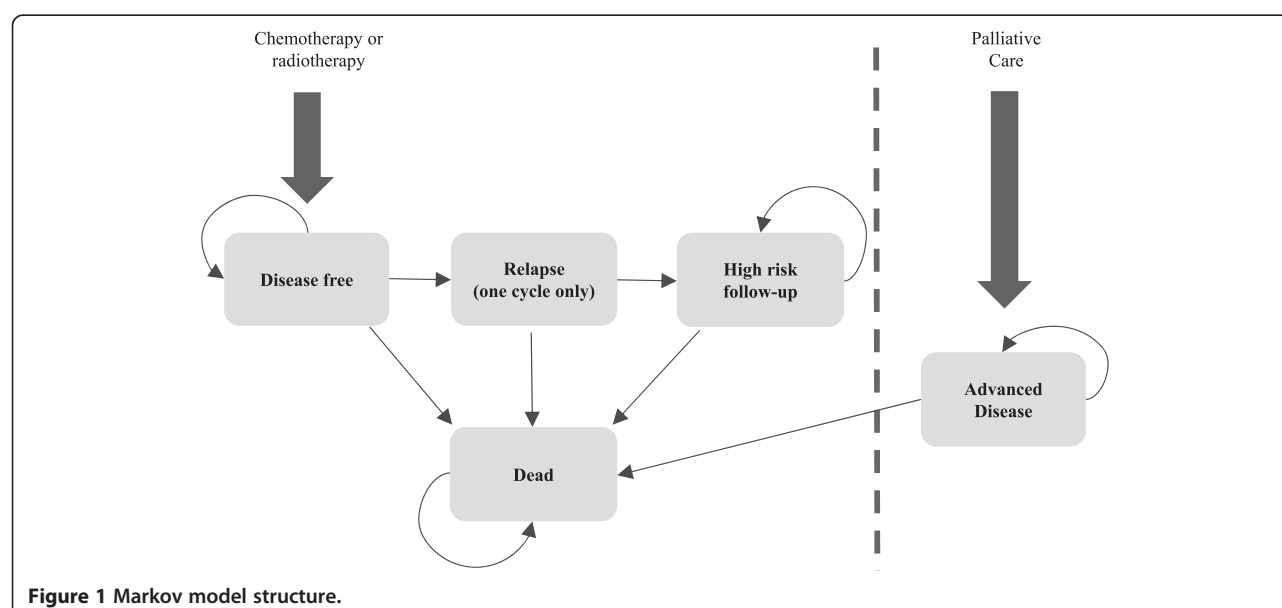 Chemotherapy or
radiotherapy
Palliative
Care
Disease free
Relapse
(one cycle only)
High risk
follow-up
Advanced
Disease
Dead
Figure 1 Markov model structure.